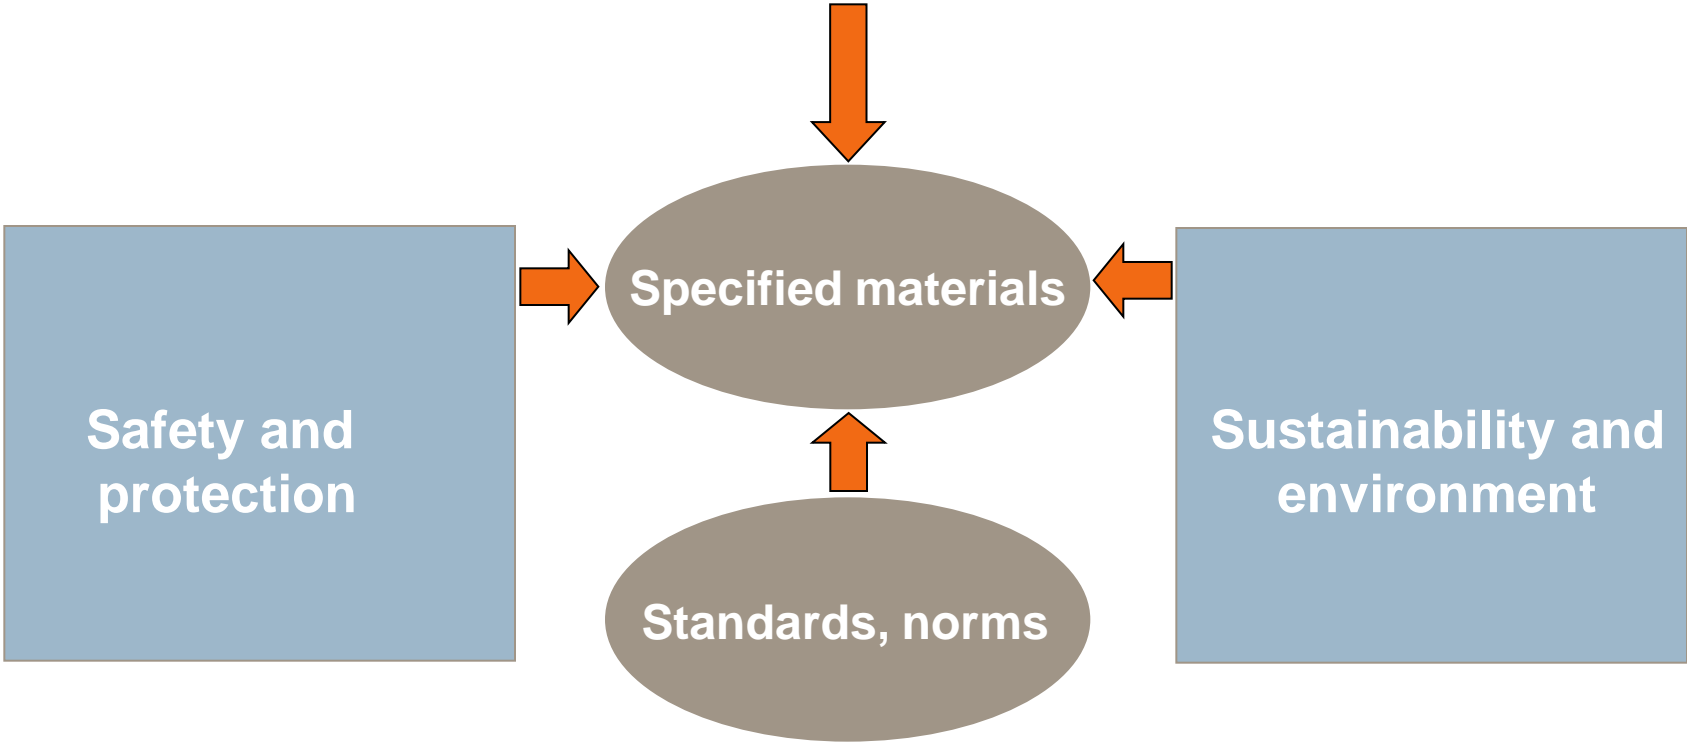 Specified materials
Safety and
protection
Sustainability and
environment
Standards, norms